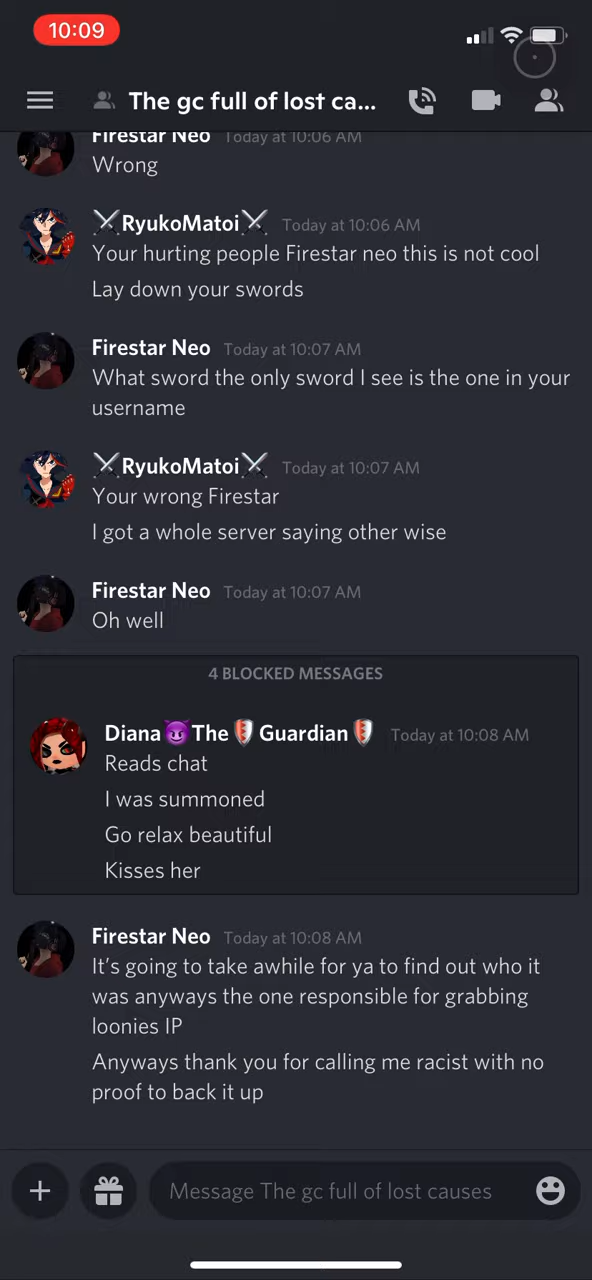 10:09
The gc full of lost ca...
Firestar Neo Today at 10:06 AM
Wrong
⚔RyukoMatoi⚔ Today at 10:06 AM
Your hurting people Firestar neo this is not cool
Lay down your swords
Firestar Neo Today at 10:07 AM
What sword the only sword I see is the one in your
username
⚔RyukoMatoi⚔ Today at 10:07 AM
Your wrong Firestar
I got a whole server saying other wise
Firestar Neo Today at 10:07 AM
Oh well
4 BLOCKED MESSAGES
Diana😈The🛡Guardian🛡 Today at 10:08 AM
Reads chat
I was summoned
Go relax beautiful
Kisses her
Firestar Neo Today at 10:08 AM
It's going to take awhile for ya to find out who it
was anyways the one responsible for grabbing
loonies IP
Anyways thank you for calling me racist with no
proof to back it up
Message The gc full of lost causes